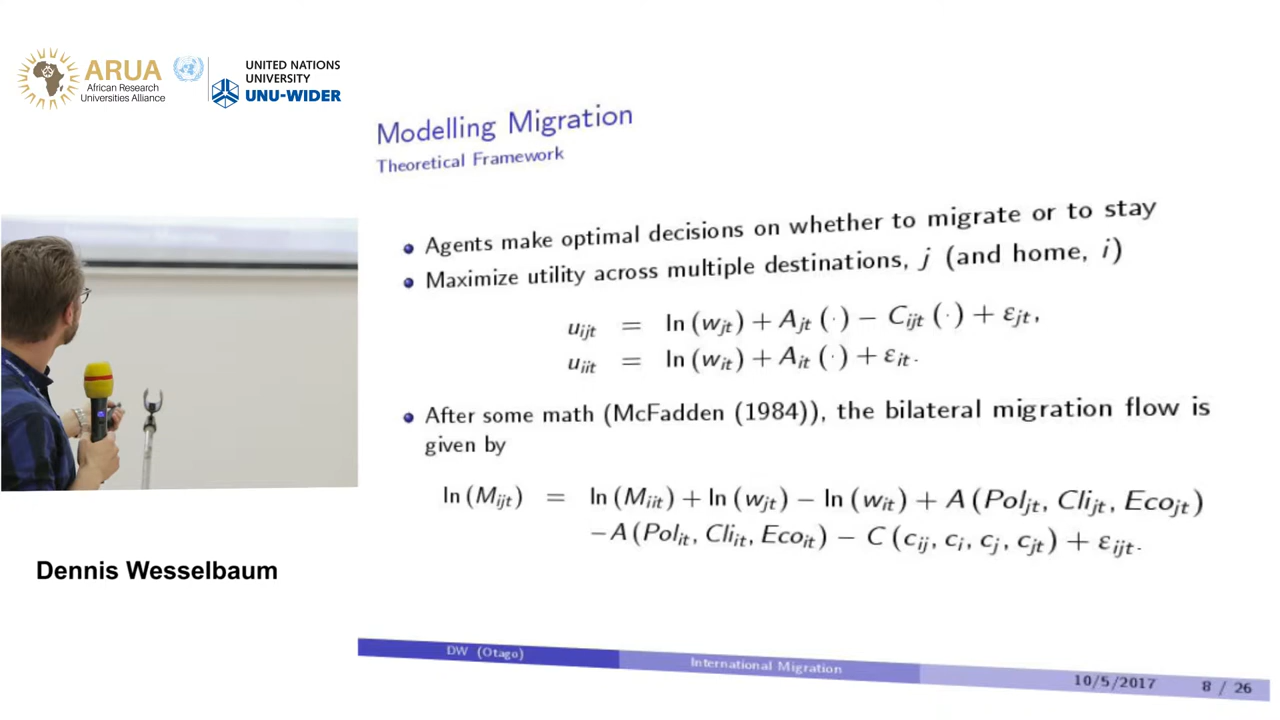 ARUA
African Research
Universities Alliance
UNITED NATIONS
UNIVERSITY
UNU-WIDER
Modelling Migration
Theoretical Framework
Agents make optimal decisions on whether to migrate or to stay
Maximize utility across multiple destinations, j (and home, i)
u_ijt = ln (w_jt) + A_jt (·) − C_ijt (·) + ε_jt,
u_iit = ln (w_it) + A_it (·) + ε_it.
After some math (McFadden (1984)), the bilateral migration flow is
given by
ln (M_ijt) = ln (M_iit) + ln (w_jt) − ln (w_it) + A (Pol_jt, Cli_jt, Eco_jt)
−A (Pol_it, Cli_it, Eco_it) − C (c_ij, c_i, c_j, c_jt) + ε_ijt.
Dennis Wesselbaum
DW (Otago)
International Migration
10/5/2017
8 / 26